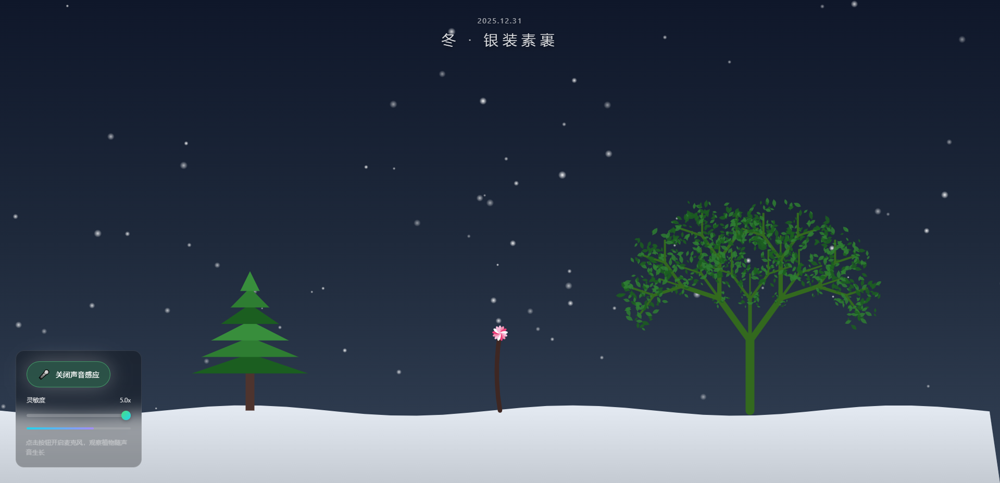 2025.12.31
冬 · 银装素裹
关闭声音感应
灵敏度
5.0x
点击按钮开启麦克风，观察植物随声
音生长